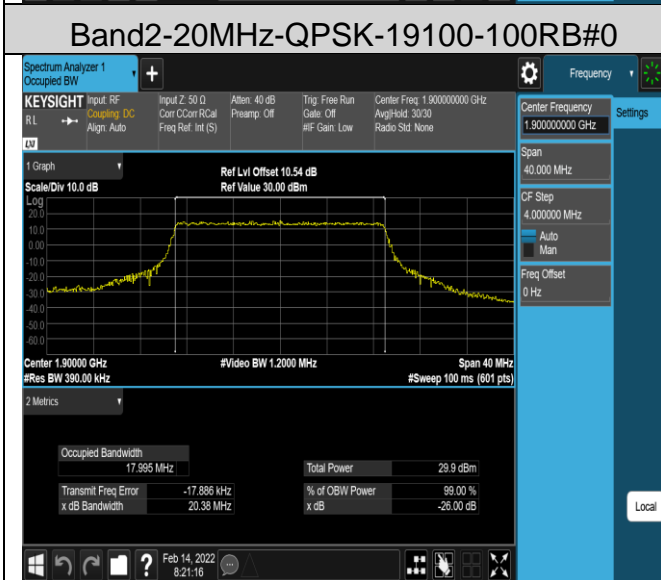 Band2-20MHz-QPSK-19100-100RB#0
Spectrum Analyzer 1
Occupied BW
+
Frequency
KEYSIGHT
RL
Input: RF
Coupling: DC
Align: Auto
Input Z: 50 Ω
Corr CCorr RCal
Freq Ref: Int (S)
Atten: 40 dB
Preamp: Off
Trig: Free Run
Gate: Off
#IF Gain: Low
Center Freq: 1.900000000 GHz
Avg|Hold: 30/30
Radio Std: None
LXI
Center Frequency
1.900000000 GHz
Settings
Span
40.000 MHz
CF Step
4.000000 MHz
Auto
Man
Freq Offset
0 Hz
Local
1 Graph
Scale/Div 10.0 dB
Ref Lvl Offset 10.54 dB
Ref Value 30.00 dBm
Log
20.0
10.0
0.00
-10.0
-20.0
-30.0
-40.0
-50.0
-60.0
Center 1.90000 GHz
#Video BW 1.2000 MHz
Span 40 MHz
#Res BW 390.00 kHz
#Sweep 100 ms (601 pts)
2 Metrics
Occupied Bandwidth
17.995 MHz
Total Power 29.9 dBm
Transmit Freq Error -17.886 kHz
% of OBW Power 99.00 %
x dB Bandwidth 20.38 MHz
x dB -26.00 dB
?
Feb 14, 2022
8:21:16